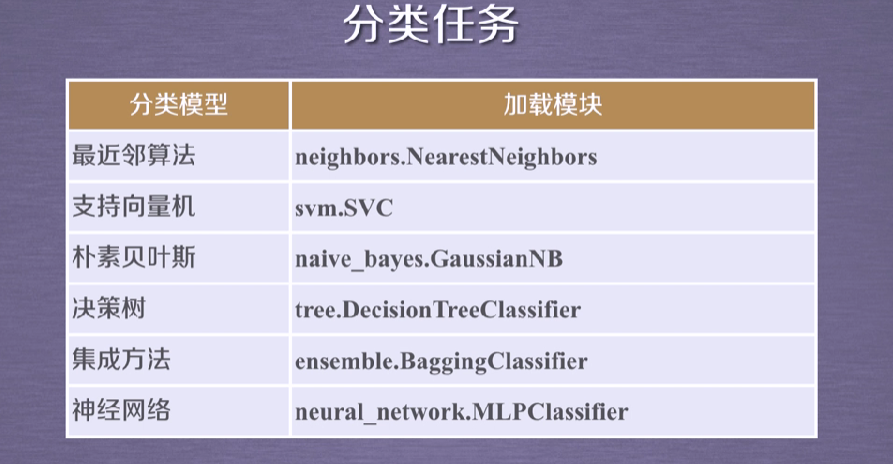 分类任务
分类模型 加载模块
最近邻算法 neighbors.NearestNeighbors
支持向量机 svm.SVC
朴素贝叶斯 naive_bayes.GaussianNB
决策树 tree.DecisionTreeClassifier
集成方法 ensemble.BaggingClassifier
神经网络 neural_network.MLPClassifier